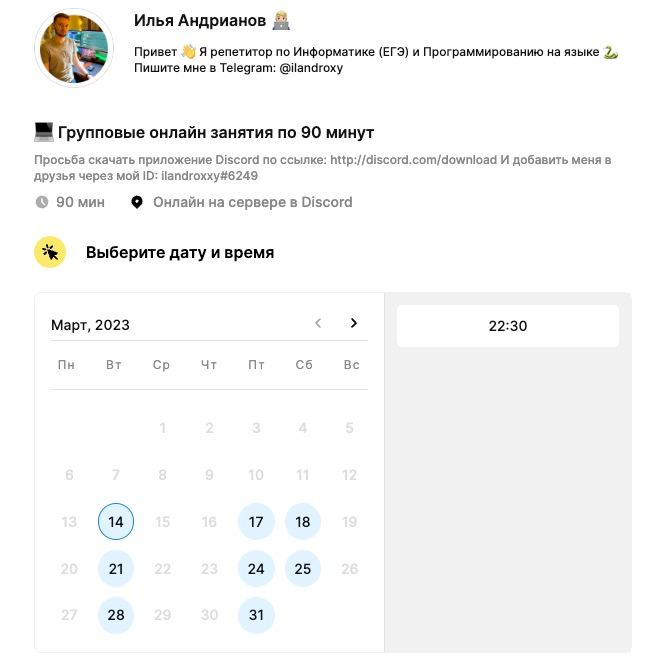 Илья Андрианов 👨🏼‍💻
Привет 👋 Я репетитор по Информатике (ЕГЭ) и Программированию на языке 🐍
Пишите мне в Telegram: @ilandroxy
💻 Групповые онлайн занятия по 90 минут
Просьба скачать приложение Discord по ссылке: http://discord.com/download И добавить меня в
друзья через мой ID: ilandroxxy#6249
90 мин Онлайн на сервере в Discord
Выберите дату и время
Март, 2023
22:30
Пн Вт Ср Чт Пт Сб Вс
1 2 3 4 5
6 7 8 9 10 11 12
13 14 15 16 17 18 19
20 21 22 23 24 25 26
27 28 29 30 31